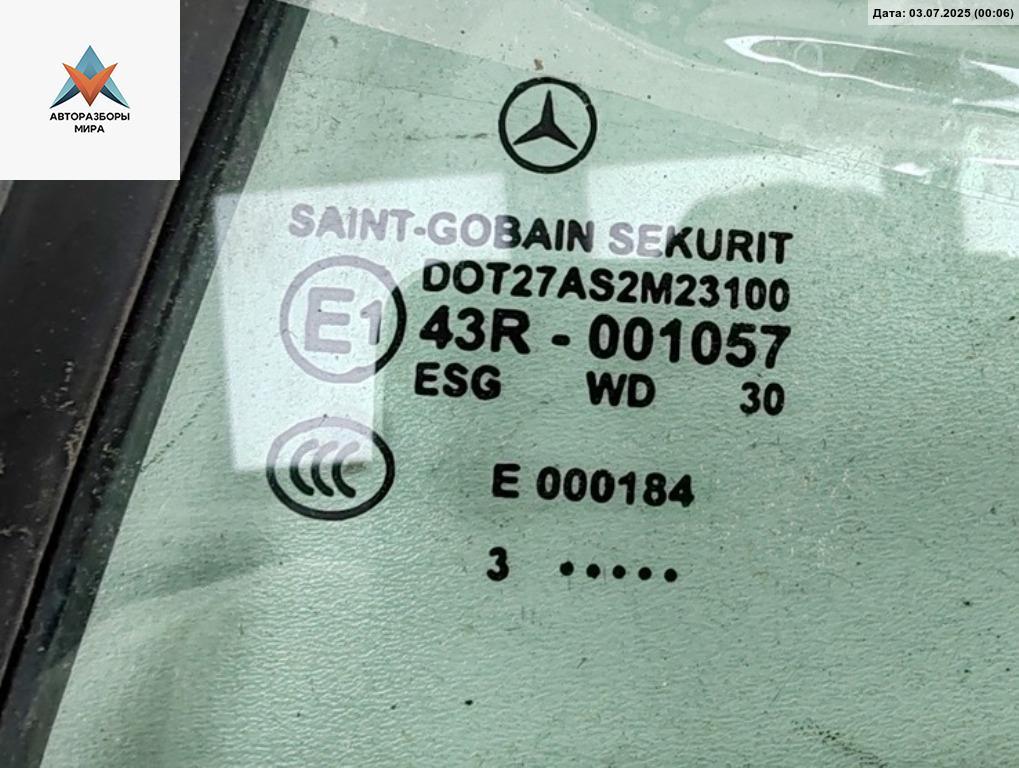 Дата: 03.07.2025 (00:06)
АВТОРАЗБОРЫ
МИРА
SAINT-GOBAIN SEKURIT
DOT27AS2M23100
E1 43R - 001057
ESG WD 30
CCC
E 000184
3 •••••